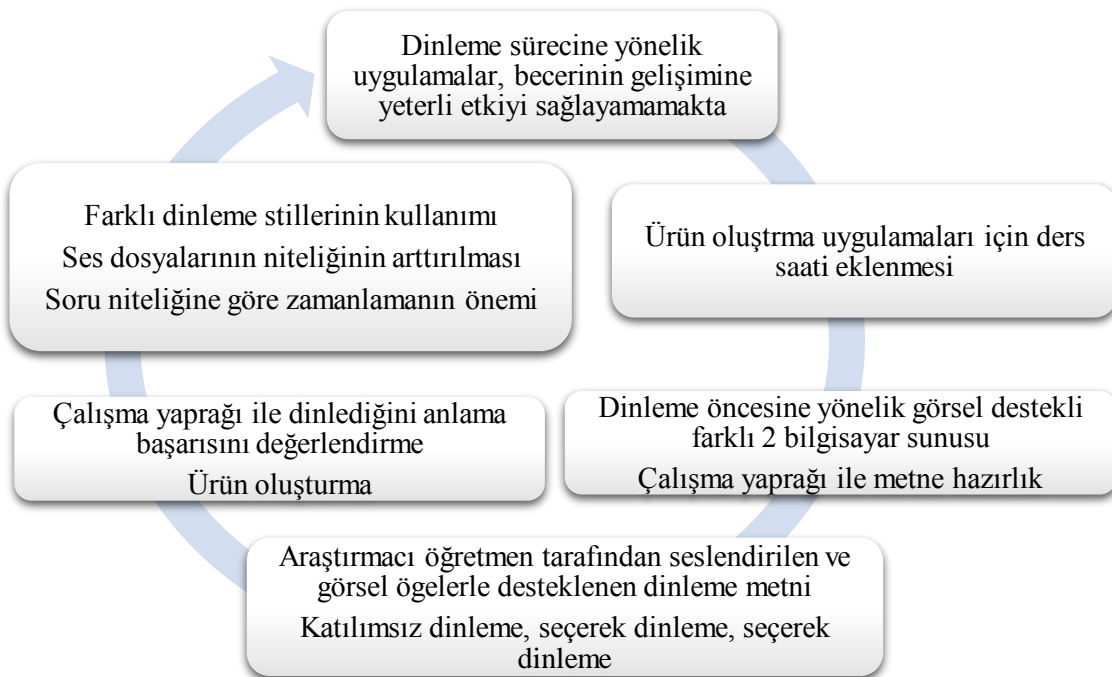 Dinleme sürecine yönelik
uygulamalar, becerinin gelişimine
yeterli etkiyi sağlayamamakta
Ürün oluştrma uygulamaları için ders
saati eklenmesi
Dinleme öncesine yönelik görsel destekli
farklı 2 bilgisayar sunusu
Çalışma yaprağı ile metne hazırlık
Araştırmacı öğretmen tarafından seslendirilen ve
görsel ögelerle desteklenen dinleme metni
Katılımsız dinleme, seçerek dinleme, seçerek
dinleme
Çalışma yaprağı ile dinlediğini anlama
başarısını değerlendirme
Ürün oluşturma
Farklı dinleme stillerinin kullanımı
Ses dosyalarının niteliğinin arttırılması
Soru niteliğine göre zamanlamanın önemi